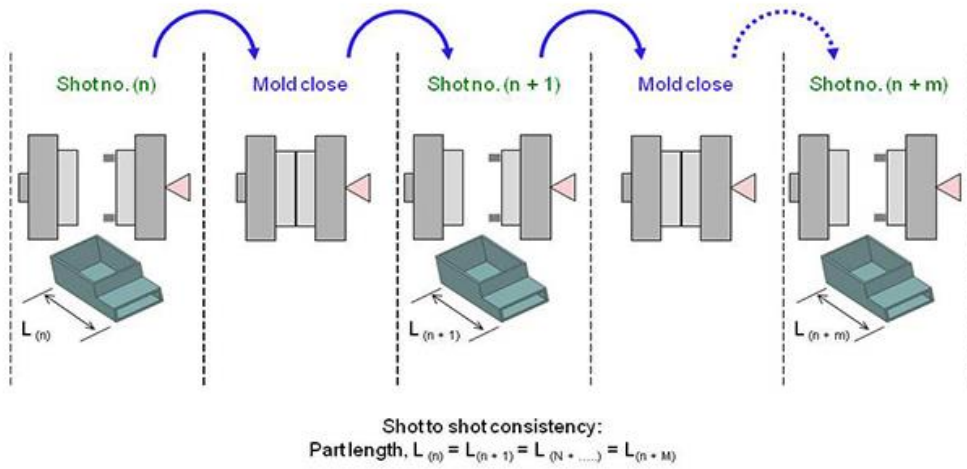 Shot no. (n)
Mold close
Shot no. (n + 1)
Mold close
Shot no. (n + m)
L (n)
L (n + 1)
L (n + m)
Shot to shot consistency:
Part length, L (n) = L (n + 1) = L (N + .....) = L (n + M)